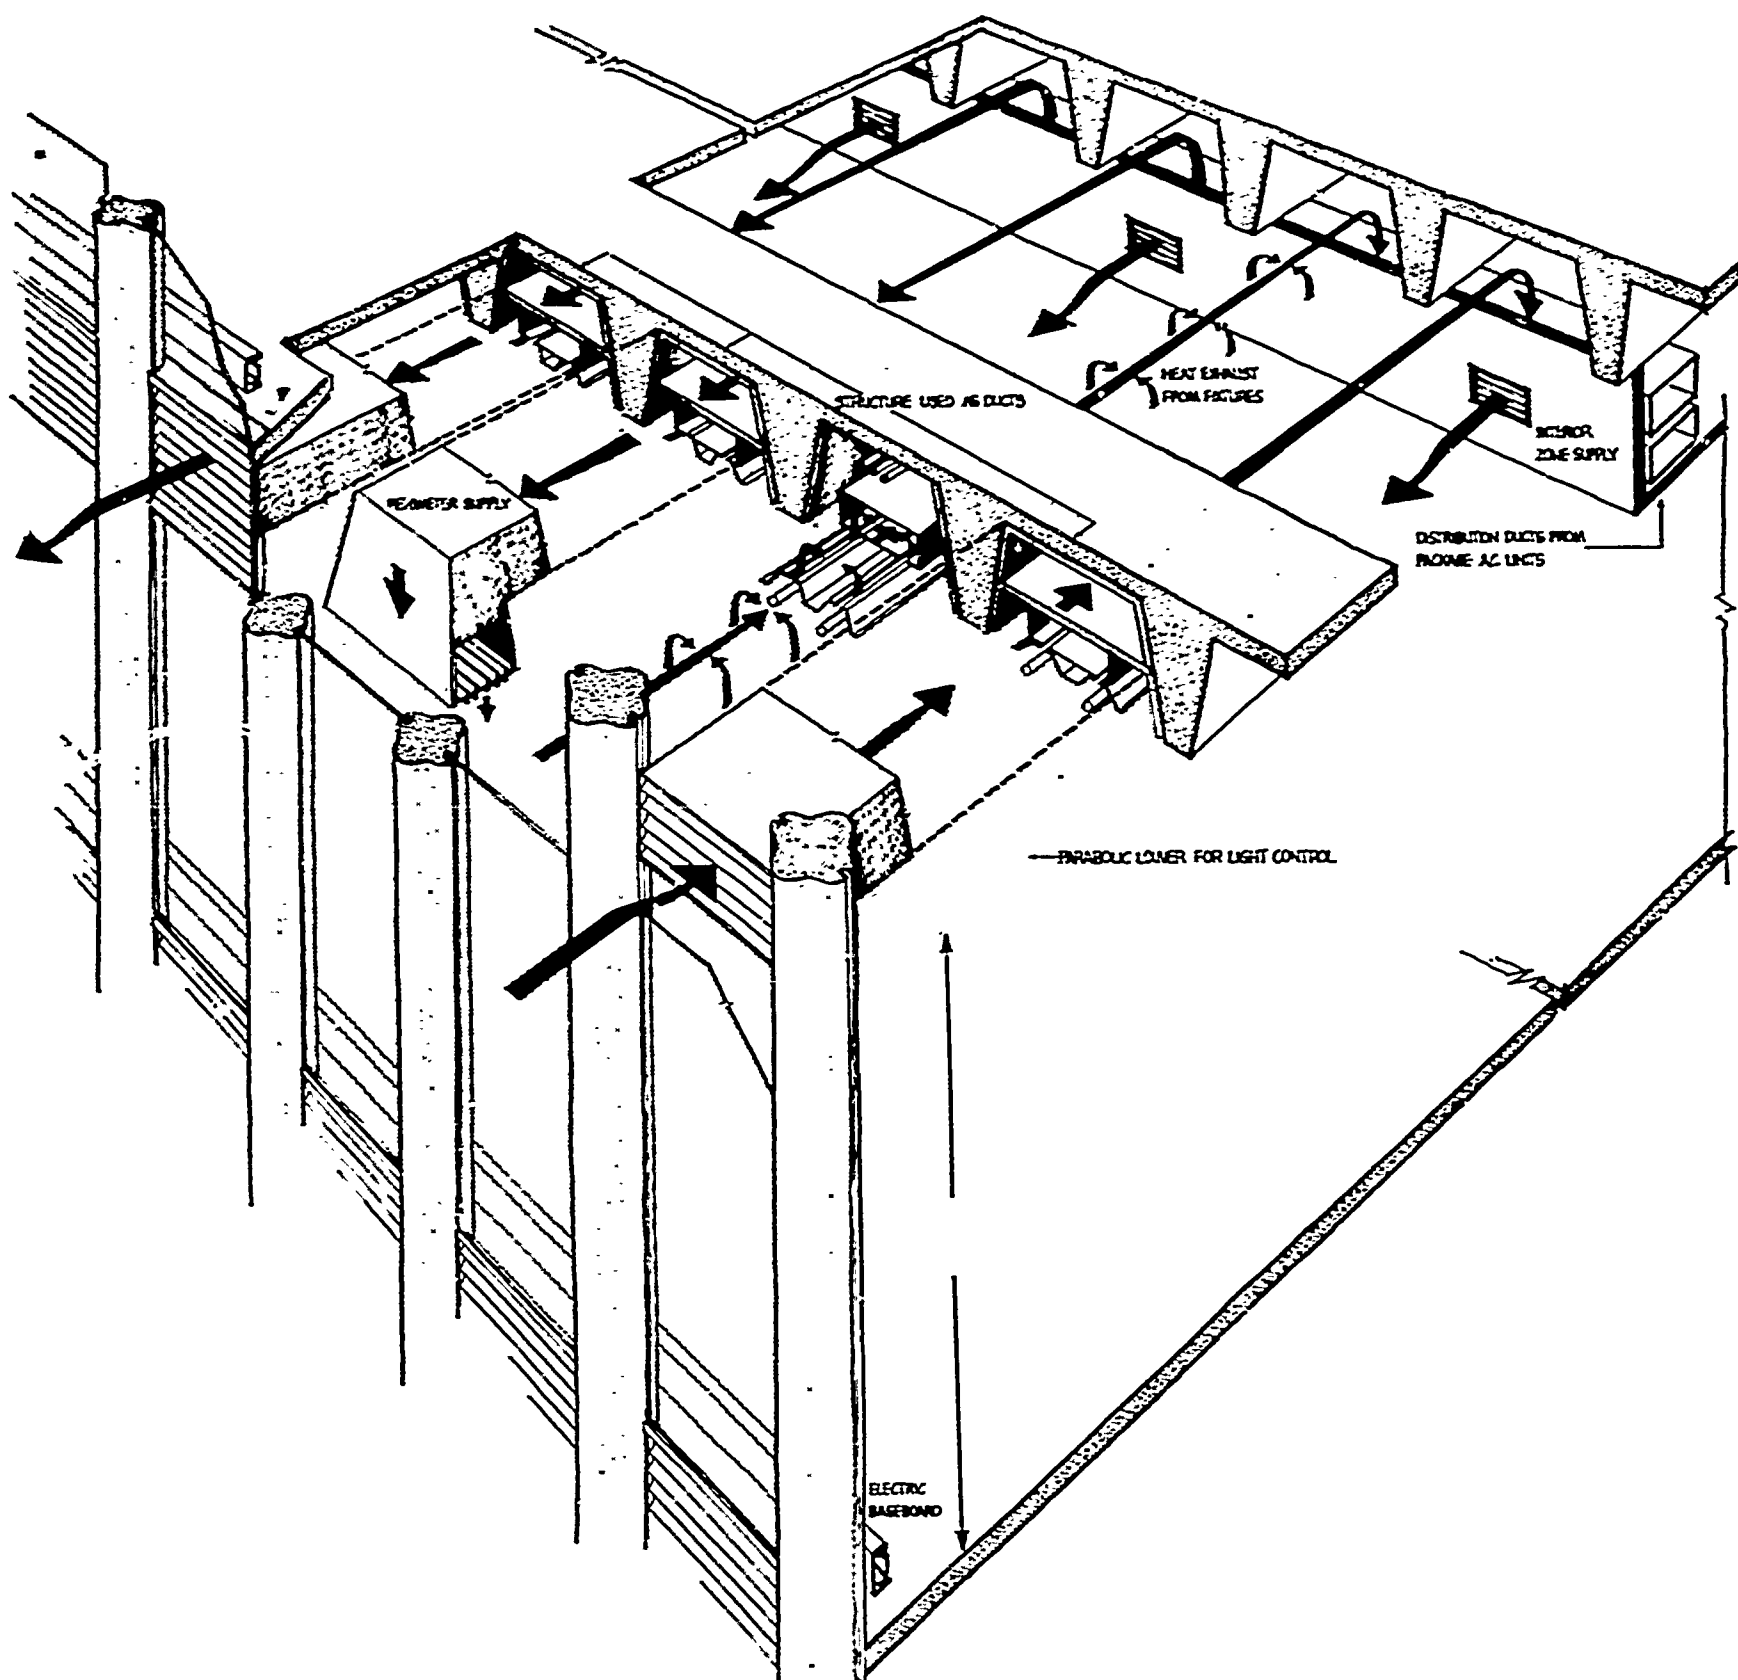 STRUCTURE USED AS DUCTS
HEAT EXHAUST
FROM FIXTURES
INTERIOR
ZONE SUPPLY
PERIMETER SUPPLY
DISTRIBUTION DUCTS FROM
PACKAGE AC UNITS
PARABOLIC LOUVER FOR LIGHT CONTROL
ELECTRIC
BASEBOARD